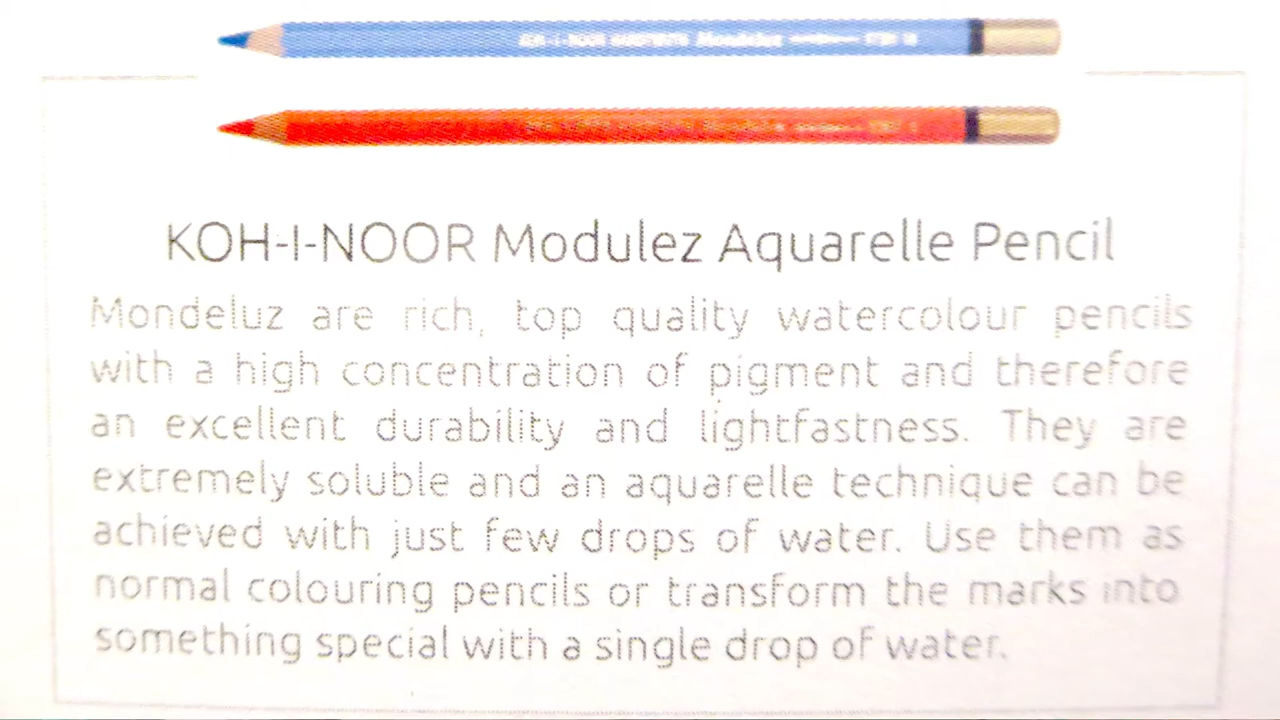 KOH-I-NOOR Mondeluz
KOH-I-NOOR Modulez Aquarelle Pencil
Mondeluz are rich, top quality watercolour pencils
with a high concentration of pigment and therefore
an excellent durability and lightfastness. They are
extremely soluble and an aquarelle technique can be
achieved with just few drops of water. Use them as
normal colouring pencils or transform the marks into
something special with a single drop of water.